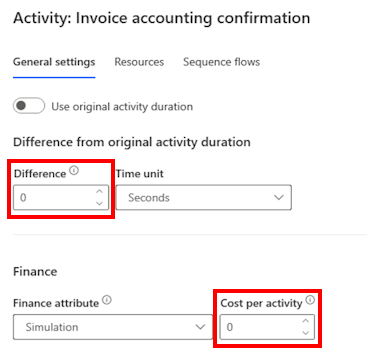 Activity: Invoice accounting confirmation
General settings Resources Sequence flows
Use original activity duration
Difference from original activity duration
Difference Time unit
0 Seconds
Finance
Finance attribute Cost per activity
Simulation 0